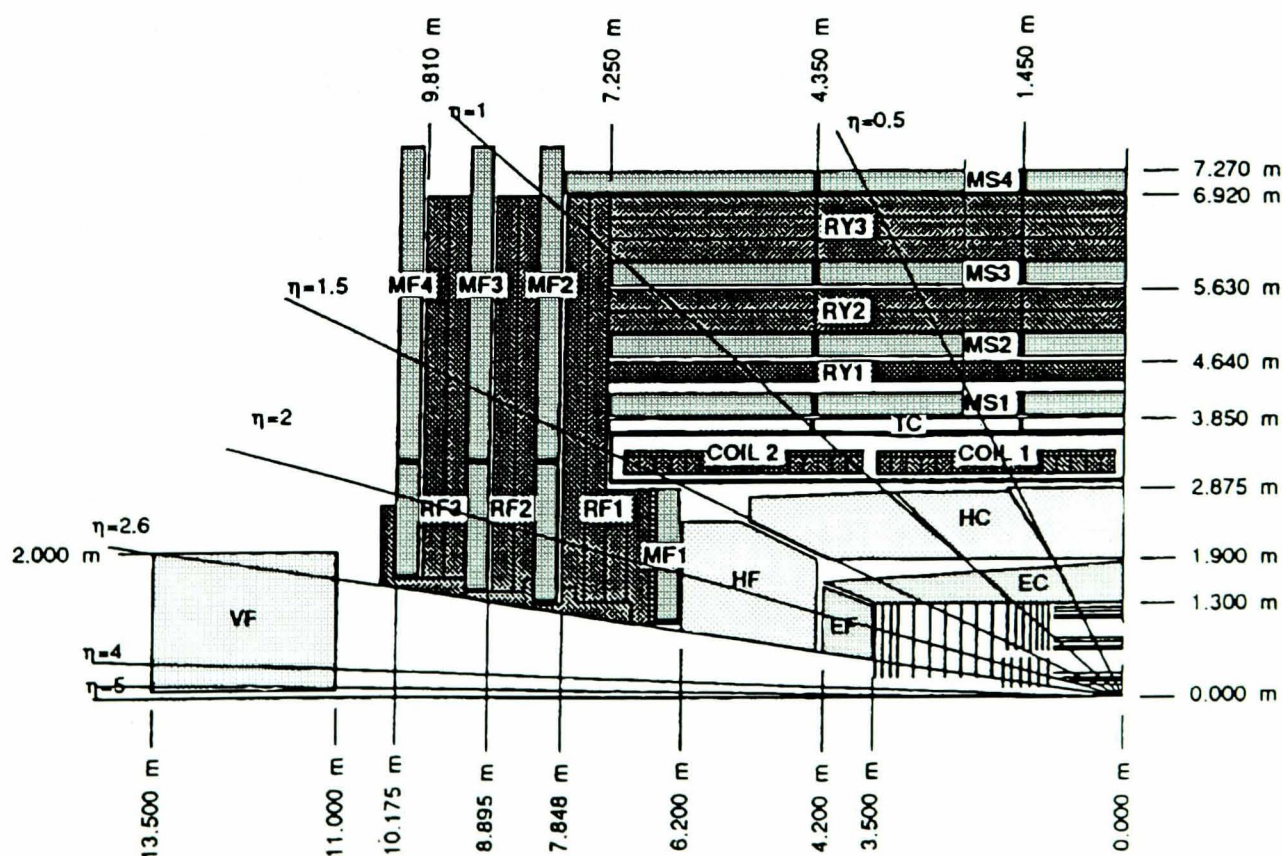 9.810 m
7.250 m
4.350 m
1.450 m
η=1
η=0.5
7.270 m
MS4
6.920 m
RY3
MF4
MF3
MF2
MS3
η=1.5
5.630 m
RY2
MS2
4.640 m
RY1
MS1
η=2
3.850 m
TC
COIL 2
COIL 1
2.875 m
RF3
RF2
RF1
HC
η=2.6
2.000 m
MF1
HF
1.900 m
EC
1.300 m
VF
EF
η=4
η=5
0.000 m
13.500 m
11.000 m
10.175 m
8.895 m
7.848 m
6.200 m
4.200 m
3.500 m
0.000 m